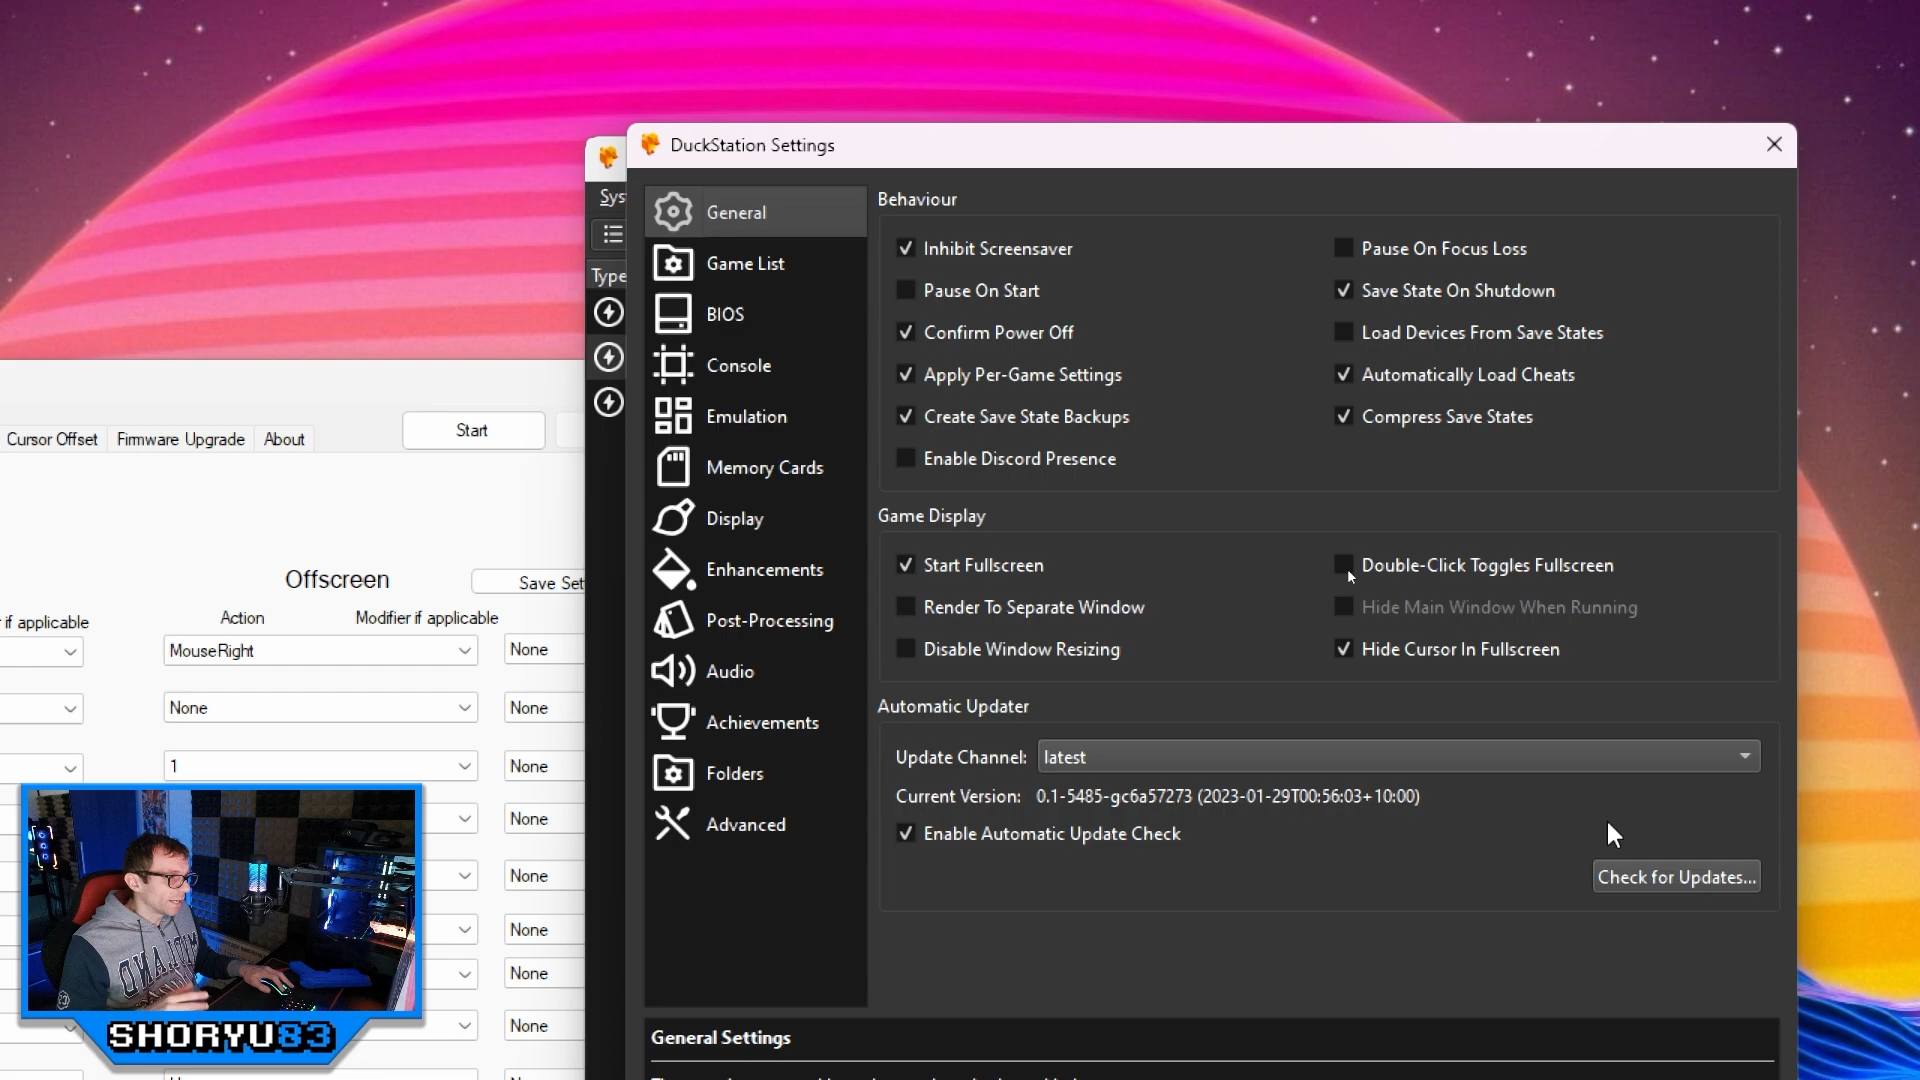 DuckStation Settings
Sys
Type
General
Game List
BIOS
Console
Emulation
Memory Cards
Display
Enhancements
Post-Processing
Audio
Achievements
Folders
Advanced
Behaviour
Inhibit Screensaver
Pause On Focus Loss
Pause On Start
Save State On Shutdown
Confirm Power Off
Load Devices From Save States
Apply Per-Game Settings
Automatically Load Cheats
Create Save State Backups
Compress Save States
Enable Discord Presence
Game Display
Start Fullscreen
Double-Click Toggles Fullscreen
Render To Separate Window
Hide Main Window When Running
Disable Window Resizing
Hide Cursor In Fullscreen
Automatic Updater
Update Channel: latest
Current Version: 0.1-5485-gc6a57273 (2023-01-29T00:56:03+10:00)
Enable Automatic Update Check
Check for Updates...
General Settings
Cursor Offset Firmware Upgrade About
Start
Offscreen
Save Set
if applicable
Action
Modifier if applicable
MouseRight
None
None
None
1
None
None
None
None
None
None
SHORYU83